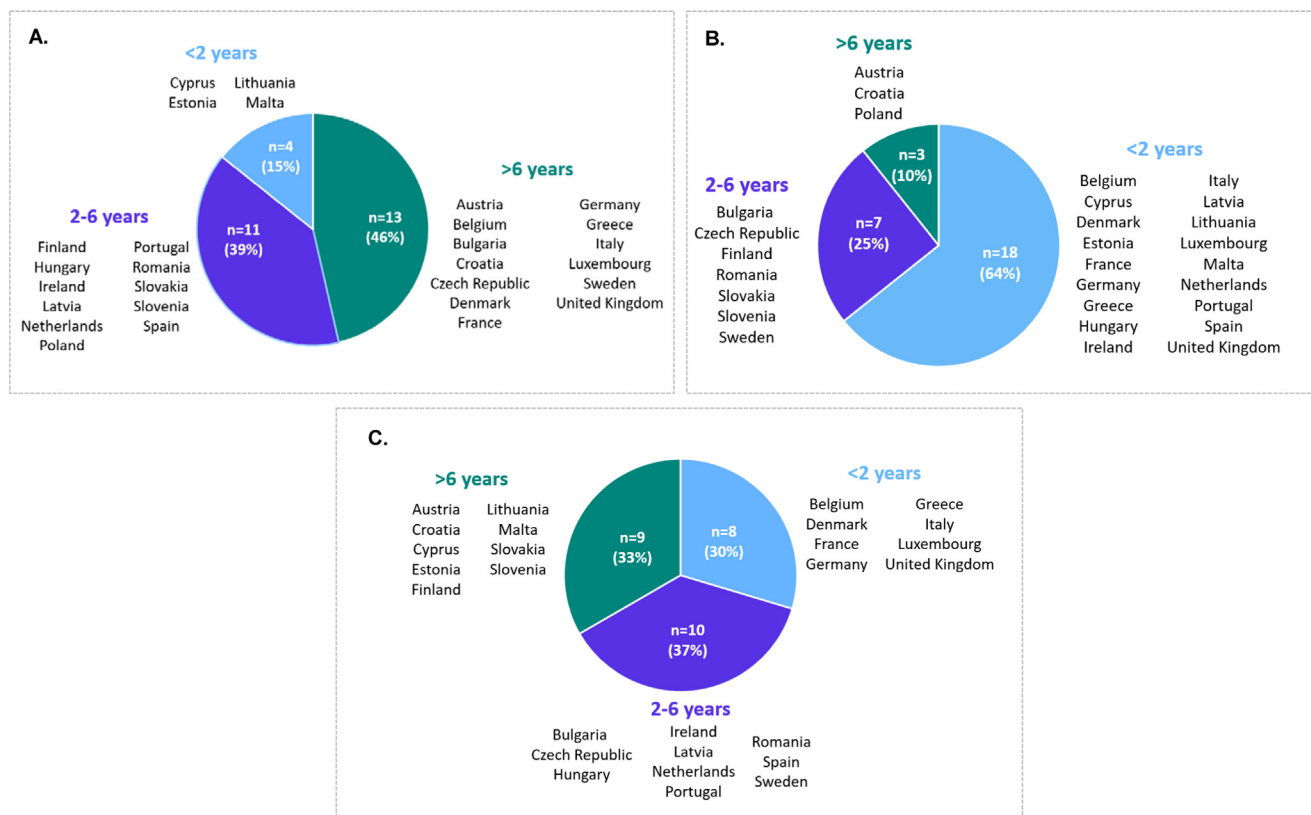 A.
<2 years
Cyprus Lithuania
Estonia Malta
n=4
(15%)
>6 years
n=13
(46%)
Austria Germany
Belgium Greece
Bulgaria Italy
Croatia Luxembourg
Czech Republic Sweden
Denmark United Kingdom
France
2-6 years
n=11
(39%)
Finland Portugal
Hungary Romania
Ireland Slovakia
Latvia Slovenia
Netherlands Spain
Poland
B.
>6 years
Austria
Croatia
Poland
n=3
(10%)
<2 years
n=18
(64%)
Belgium Italy
Cyprus Latvia
Denmark Lithuania
Estonia Luxembourg
France Malta
Germany Netherlands
Greece Portugal
Hungary Spain
Ireland United Kingdom
2-6 years
n=7
(25%)
Bulgaria
Czech Republic
Finland
Romania
Slovakia
Slovenia
Sweden
C.
>6 years
Austria Lithuania
Croatia Malta
Cyprus Slovakia
Estonia Slovenia
Finland
n=9
(33%)
<2 years
n=8
(30%)
Belgium Greece
Denmark Italy
France Luxembourg
Germany United Kingdom
n=10
(37%)
2-6 years
Bulgaria Ireland Romania
Czech Republic Latvia Spain
Hungary Netherlands Sweden
Portugal